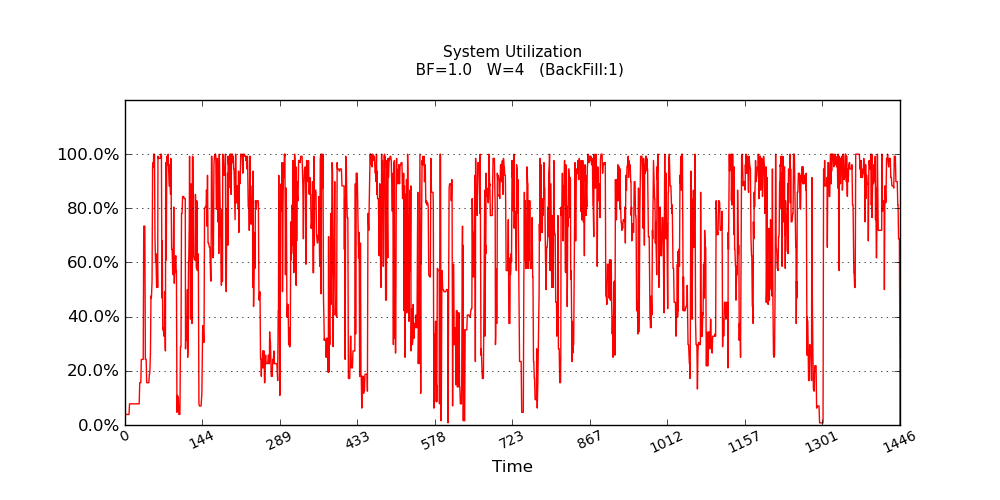 System Utilization
BF=1.0 W=4 (BackFill:1)
100.0%
80.0%
60.0%
40.0%
20.0%
0.0%
0 144 289 433 578 723 867 1012 1157 1301 1446
Time